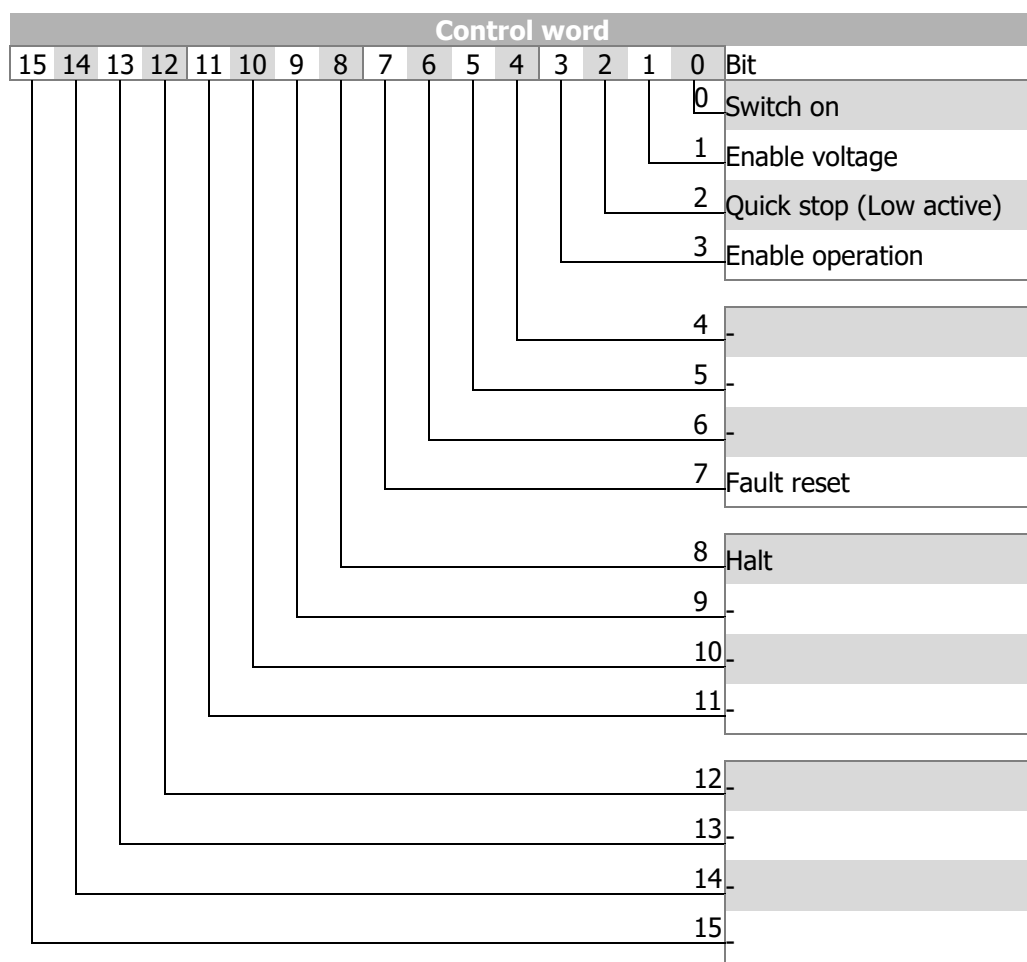 Control word
15 14 13 12 11 10 9 8 7 6 5 4 3 2 1 0 Bit
0 Switch on
1 Enable voltage
2 Quick stop (Low active)
3 Enable operation
4 -
5 -
6 -
7 Fault reset
8 Halt
9 -
10 -
11 -
12 -
13 -
14 -
15 -